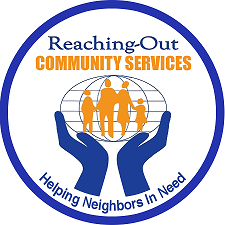 Reaching-Out
COMMUNITY SERVICES
Helping Neighbors In Need